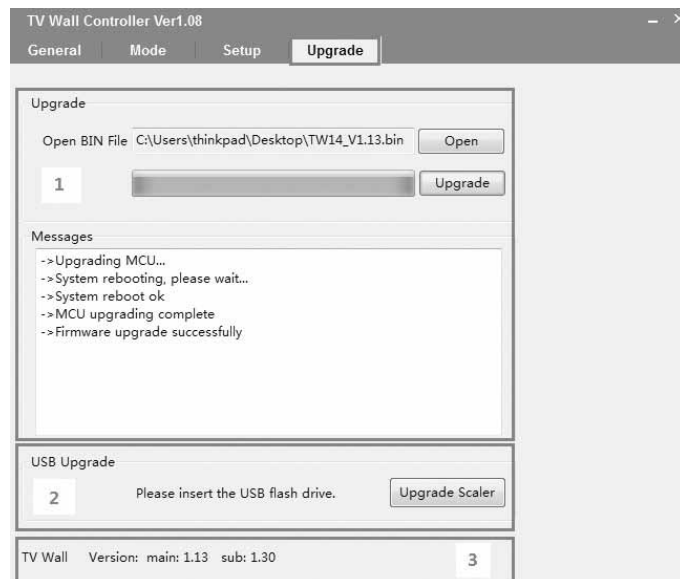 TV Wall Controller Ver1.08
General Mode Setup Upgrade
Upgrade
Open BIN File C:\Users\thinkpad\Desktop\TW14_V1.13.bin Open
1 Upgrade
Messages
->Upgrading MCU...
->System rebooting, please wait...
->System reboot ok
->MCU upgrading complete
->Firmware upgrade successfully
USB Upgrade
2 Please insert the USB flash drive. Upgrade Scaler
TV Wall Version: main: 1.13 sub: 1.30 3